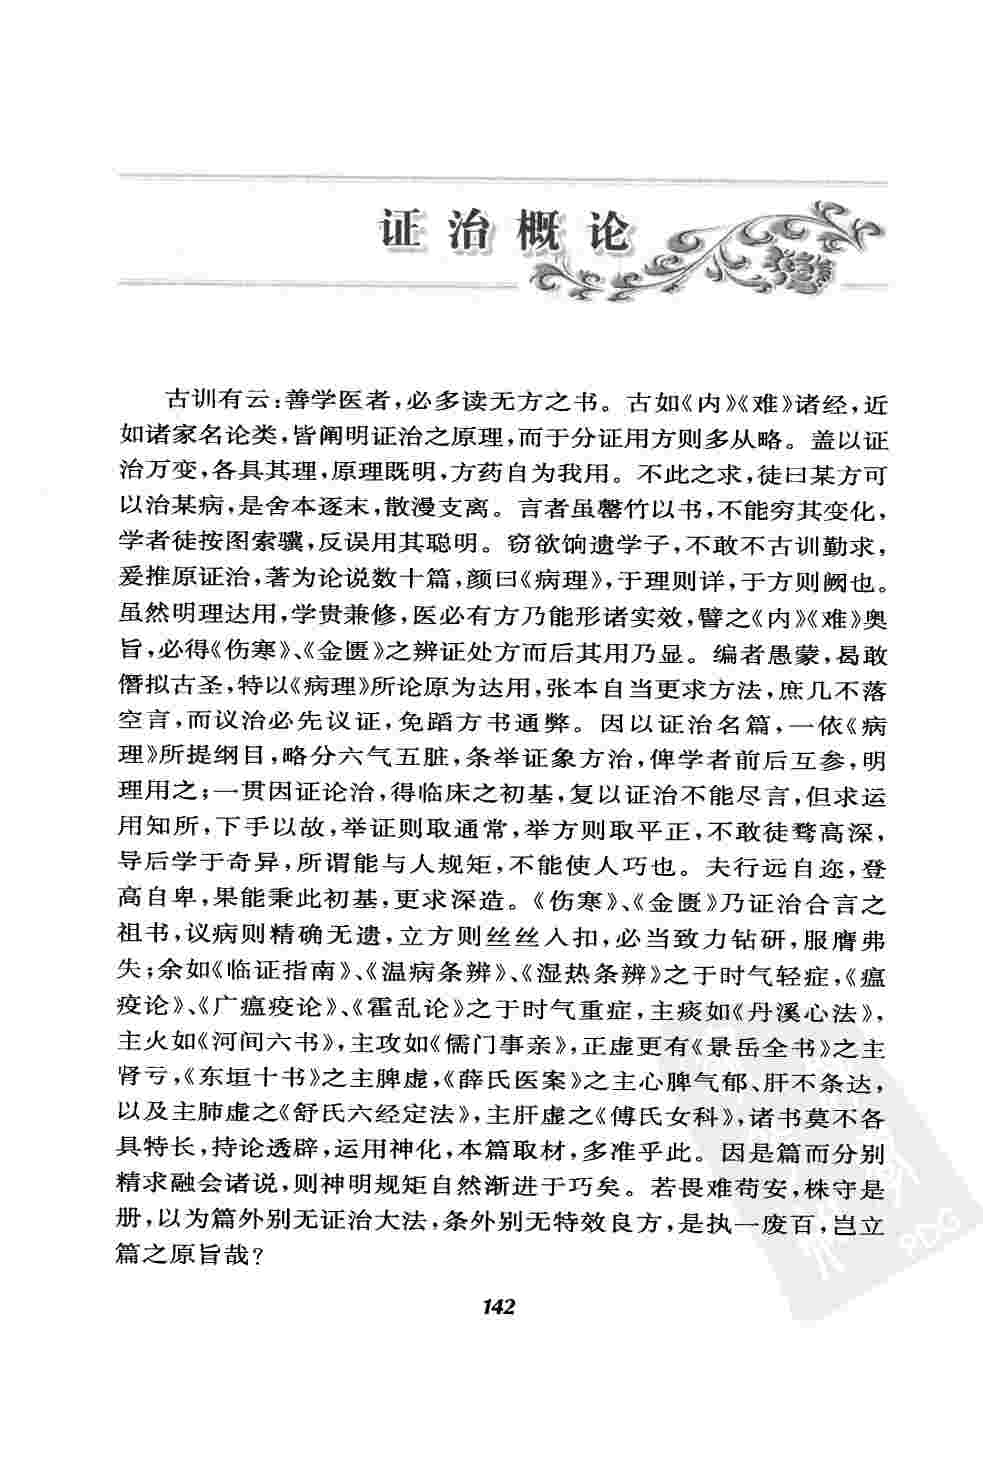 证治概论
古训有云：善学医者，必多读无方之书。古如《内》《难》诸经，近
如诸家名论类，皆阐明证治之原理，而于分证用方则多从略。盖以证
治万变，各具其理，原理既明，方药自为我用。不此之求，徒曰某方可
以治某病，是舍本逐末，散漫支离。言者虽罄竹以书，不能穷其变化，
学者徒按图索骥，反误用其聪明。窃欲饷遗学子，不敢不古训勤求，
爰推原证治，著为论说数十篇，颜曰《病理》，于理则详，于方则阙也。
虽然明理达用，学贵兼修，医必有方乃能形诸实效，譬之《内》《难》奥
旨，必得《伤寒》、《金匮》之辨证处方而后其用乃显。编者愚蒙，曷敢
僭拟古圣，特以《病理》所论原为达用，张本自当更求方法，庶几不落
空言，而议治必先议证，免蹈方书通弊。因以证治名篇，一依《病
理》所提纲目，略分六气五脏，条举证象方治，俾学者前后互参，明
理用之；一贯因证论治，得临床之初基，复以证治不能尽言，但求运
用知所，下手以故，举证则取通常，举方则取平正，不敢徒骛高深，
导后学于奇异，所谓能与人规矩，不能使人巧也。夫行远自迩，登
高自卑，果能秉此初基，更求深造。《伤寒》、《金匮》乃证治合言之
祖书，议病则精确无遗，立方则丝丝入扣，必当致力钻研，服膺弗
失；余如《临证指南》、《温病条辨》、《湿热条辨》之于时气轻症，《瘟
疫论》、《广瘟疫论》、《霍乱论》之于时气重症，主痰如《丹溪心法》，
主火如《河间六书》，主攻如《儒门事亲》，正虚更有《景岳全书》之主
肾亏，《东垣十书》之主脾虚，《薛氏医案》之主心脾气郁、肝不条达，
以及主肺虚之《舒氏六经定法》，主肝虚之《傅氏女科》，诸书莫不各
具特长，持论透辟，运用神化，本篇取材，多准乎此。因是篇而分别
精求融会诸说，则神明规矩自然渐进于巧矣。若畏难苟安，株守是
册，以为篇外别无证治大法，条外别无特效良方，是执一废百，岂立
篇之原旨哉？
142
PDG